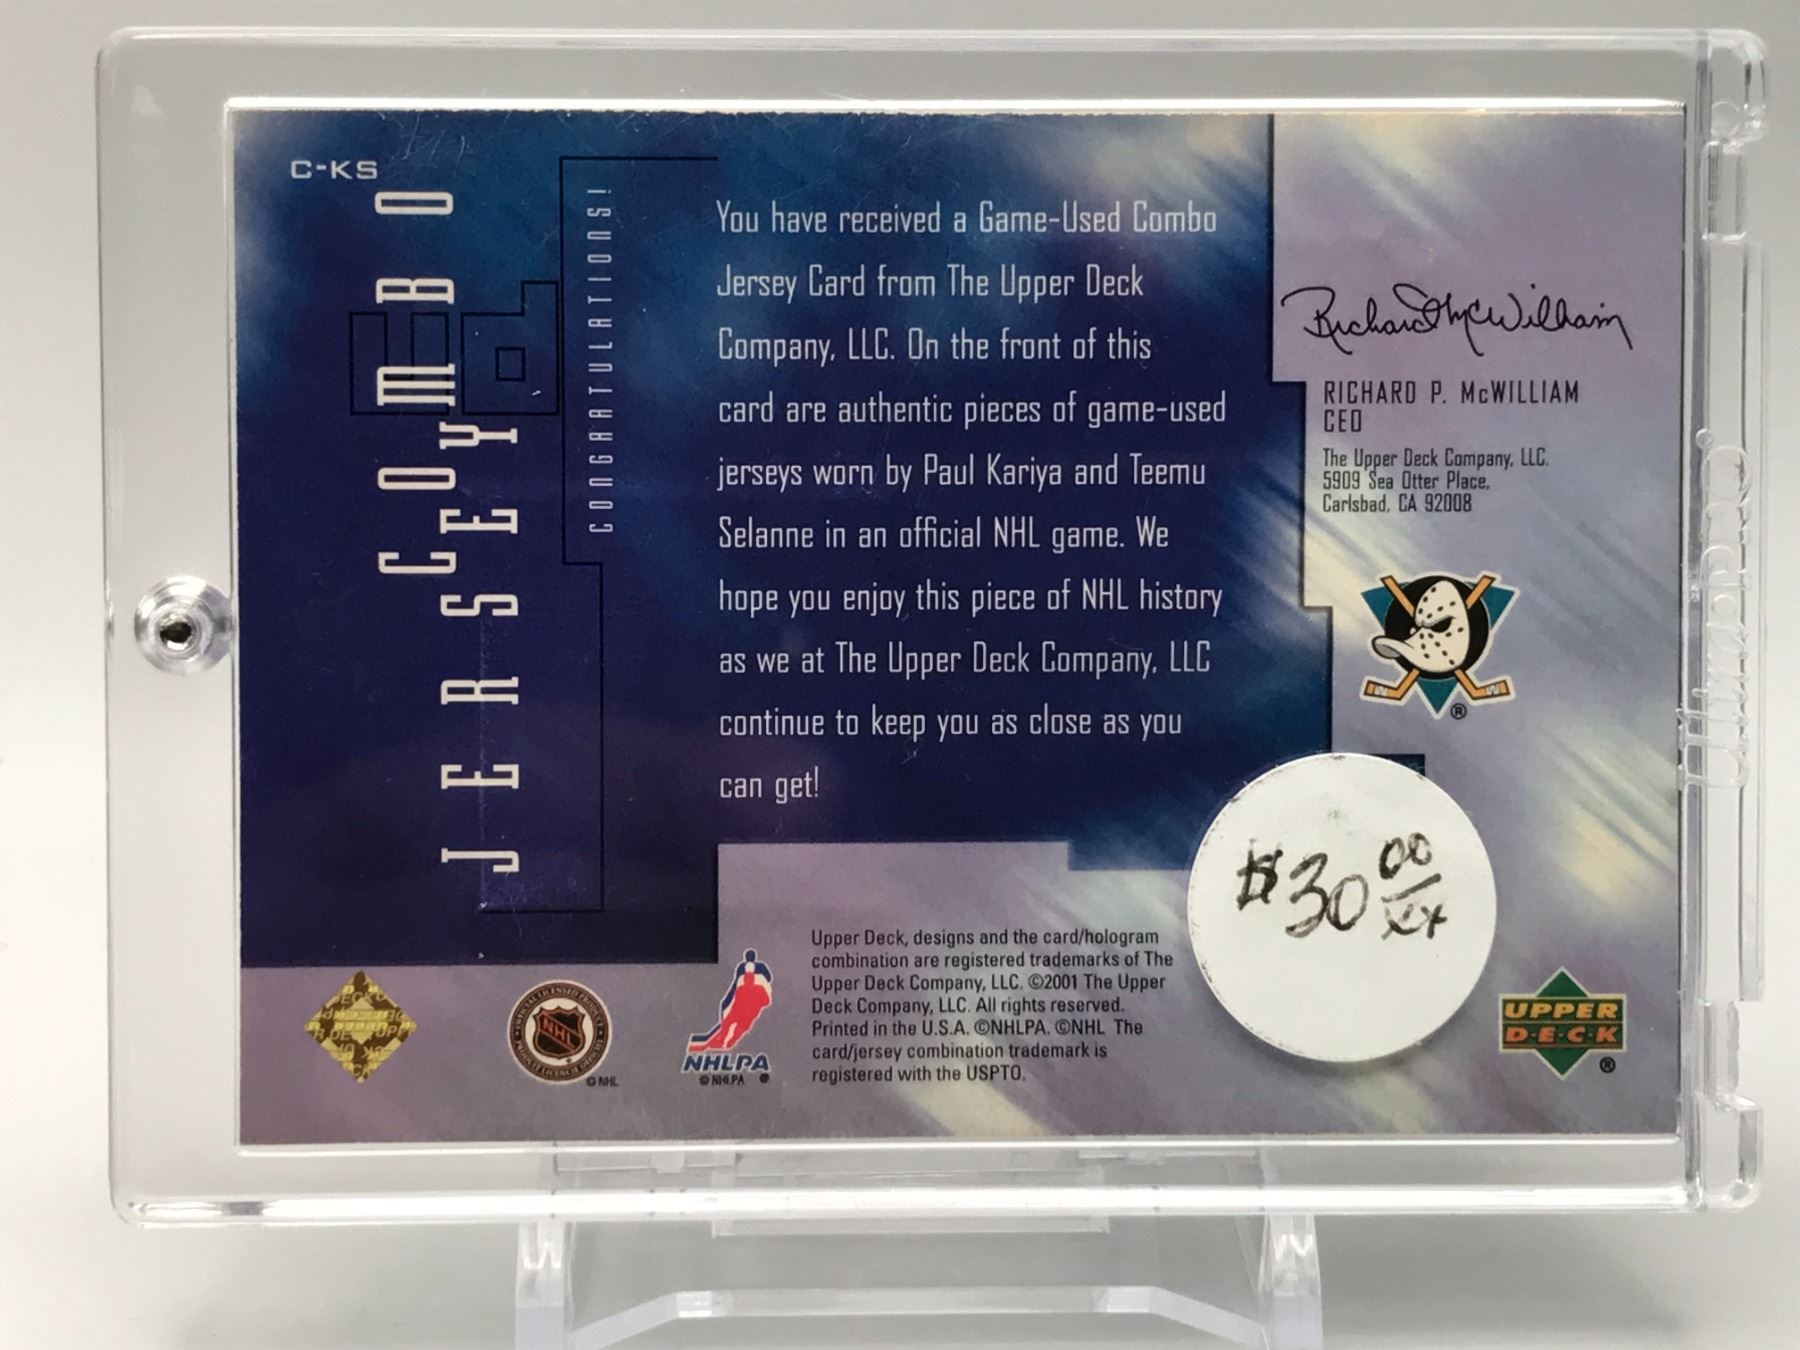 C-KS
JERSEY
COMBO
CONGRATULATIONS!
You have received a Game-Used Combo
Jersey Card from The Upper Deck
Company, LLC. On the front of this
card are authentic pieces of game-used
jerseys worn by Paul Kariya and Teemu
Selanne in an official NHL game. We
hope you enjoy this piece of NHL history
as we at The Upper Deck Company, LLC
continue to keep you as close as you
can get!
Richard McWilliam
RICHARD P. McWILLIAM
CEO
The Upper Deck Company, LLC.
5909 Sea Otter Place,
Carlsbad, CA 92008
®
$30 00/xx
NHL
© NHL
NHLPA
© NHLPA ®
Upper Deck, designs and the card/hologram
combination are registered trademarks of The
Upper Deck Company, LLC. ©2001 The Upper
Deck Company, LLC. All rights reserved.
Printed in the U.S.A. ©NHLPA. ©NHL The
card/jersey combination trademark is
registered with the USPTO.
UPPER
D·E·C·K
®